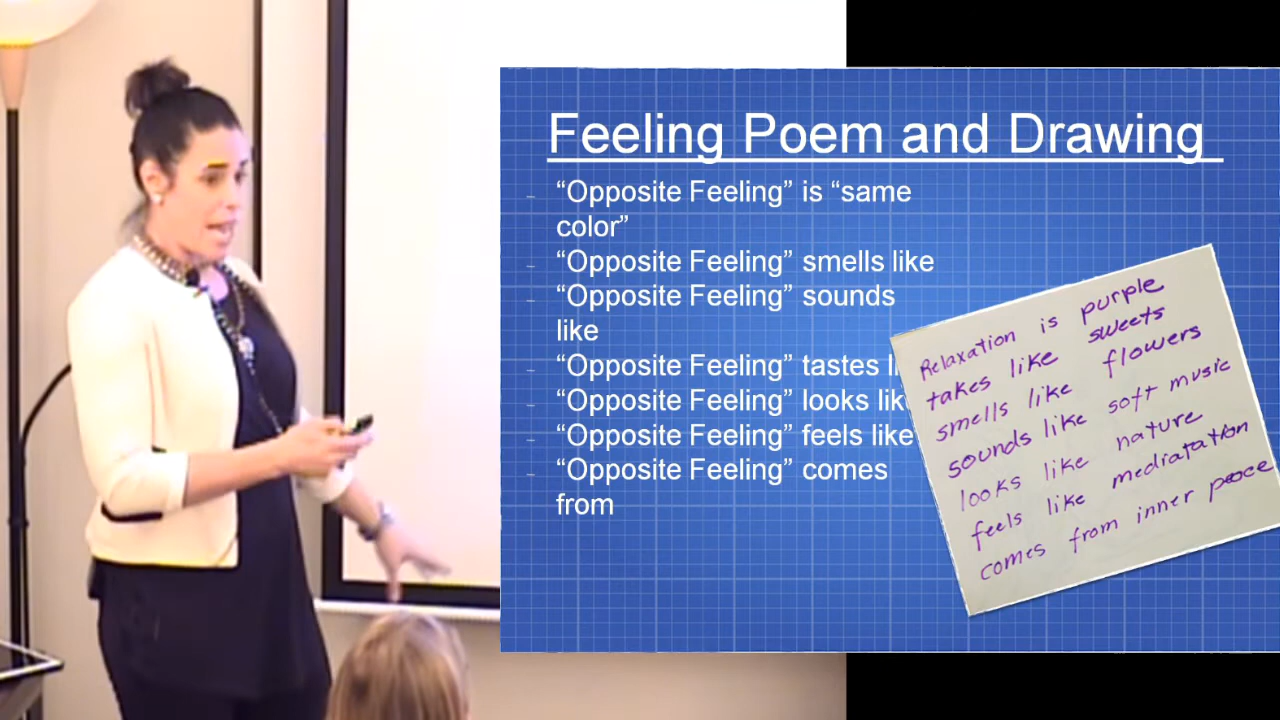 Feeling Poem and Drawing
- “Opposite Feeling” is “same
color”
- “Opposite Feeling” smells like
- “Opposite Feeling” sounds
like
- “Opposite Feeling” tastes
- “Opposite Feeling” looks
- “Opposite Feeling” feels like
- “Opposite Feeling” comes
from
Relaxation is purple
takes like sweets
smells like flowers
sounds like soft music
looks like nature
feels like mediatation
comes from inner peace